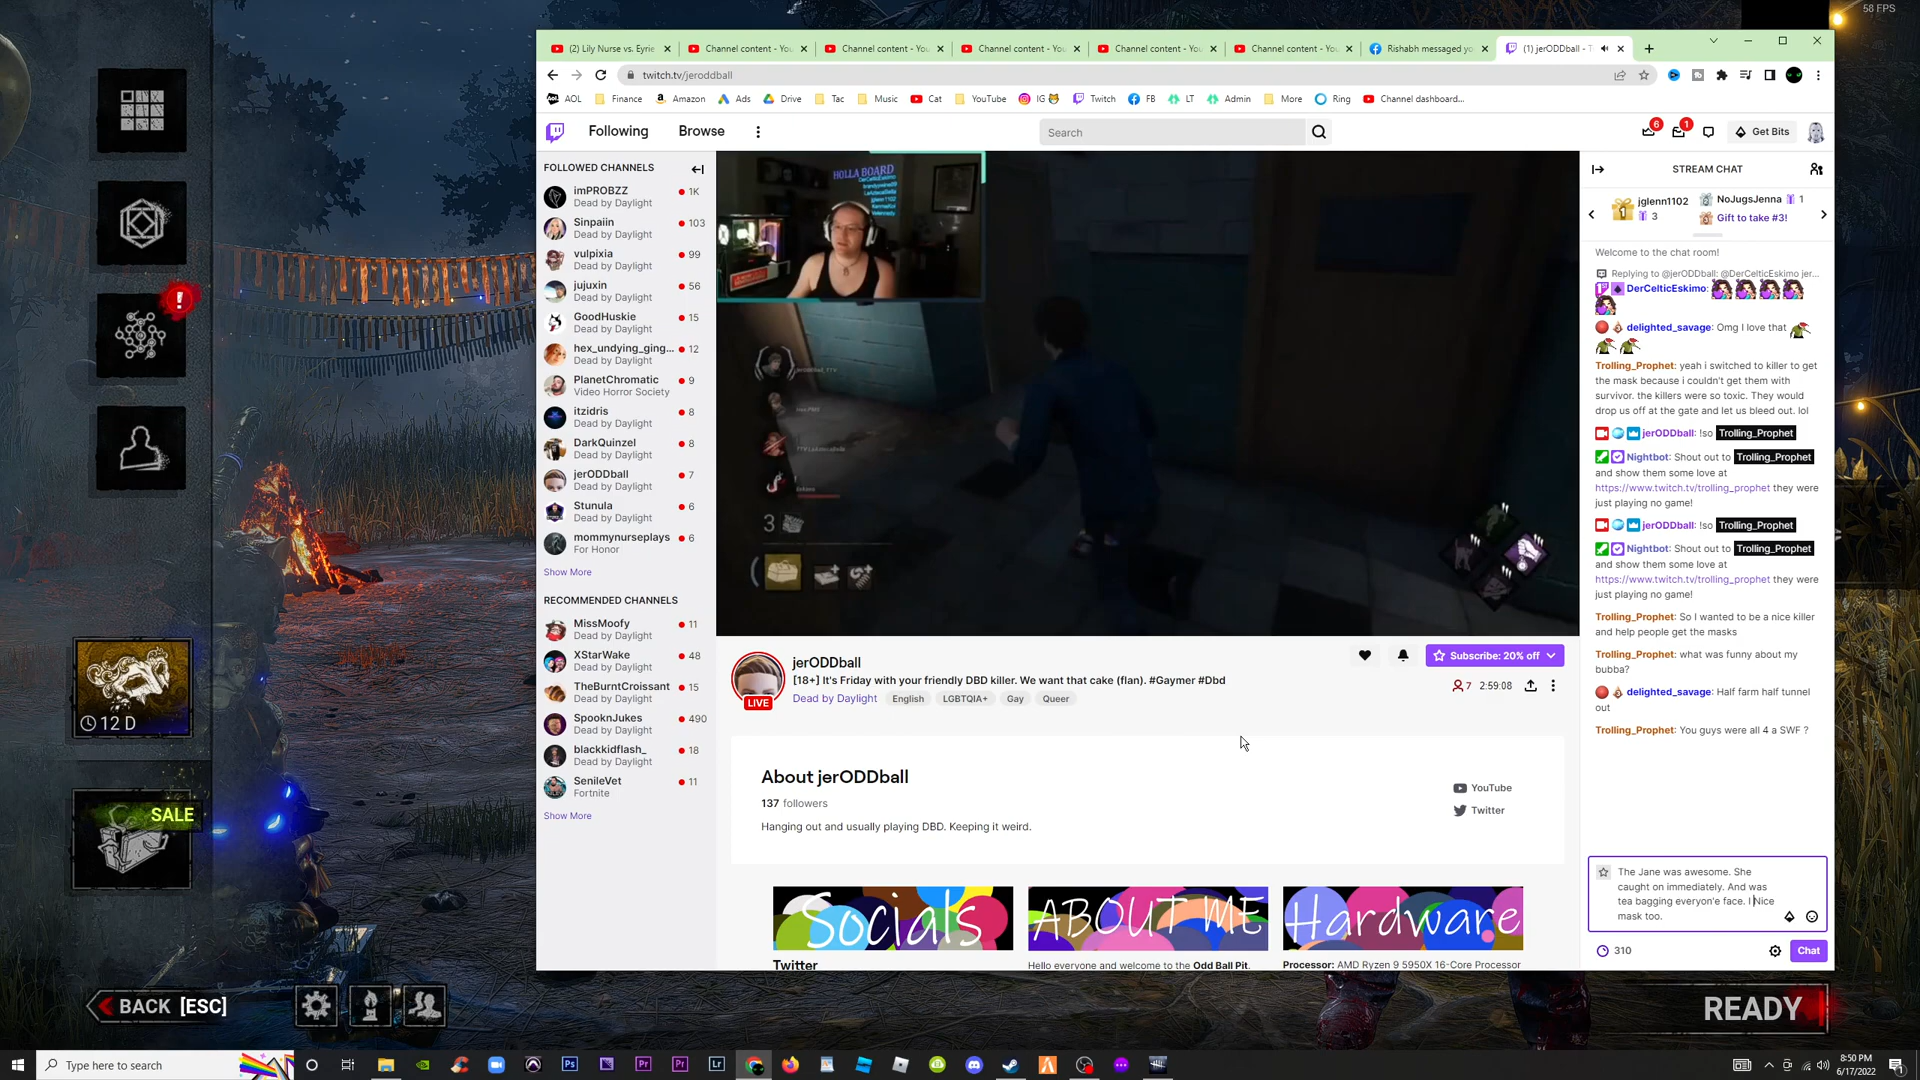 58 FPS
(2) Lily Nurse vs. Eyrie
Channel content - You
Channel content - You
Channel content - You
Channel content - You
Channel content - You
Rishabh messaged yo
(1) jerODDball - T
twitch.tv/jeroddball
AOL
Finance
Amazon
Ads
Drive
Tac
Music
Cat
YouTube
IG
Twitch
FB
LT
Admin
More
Ring
Channel dashboard...
Following
Browse
Search
6
1
Get Bits
FOLLOWED CHANNELS
imPROBZZ
1K
Dead by Daylight
Sinpaiin
103
Dead by Daylight
vulpixia
99
Dead by Daylight
jujuxin
56
Dead by Daylight
GoodHuskie
15
Dead by Daylight
hex_undying_ging...
12
Dead by Daylight
PlanetChromatic
9
Video Horror Society
itzidris
8
Dead by Daylight
DarkQuinzel
8
Dead by Daylight
jerODDball
7
Dead by Daylight
Stunula
6
Dead by Daylight
mommynurseplays
6
For Honor
Show More
RECOMMENDED CHANNELS
MissMoofy
11
Dead by Daylight
XStarWake
48
Dead by Daylight
TheBurntCroissant
15
Dead by Daylight
SpooknJukes
490
Dead by Daylight
blackkidflash_
18
Dead by Daylight
SenileVet
11
Fortnite
Show More
HOLLA BOARD
3
jerODDball
[18+] It's Friday with your friendly DBD killer. We want that cake (flan). #Gaymer #Dbd
Dead by Daylight
English
LGBTQIA+
Gay
Queer
LIVE
Subscribe: 20% off
7
2:59:08
About jerODDball
137 followers
Hanging out and usually playing DBD. Keeping it weird.
YouTube
Twitter
Socials
ABOUT ME
Hardware
Twitter
Hello everyone and welcome to the Odd Ball Pit.
Processor: AMD Ryzen 9 5950X 16-Core Processor
STREAM CHAT
1
jglenn1102
3
NoJugsJenna 1
Gift to take #3!
Welcome to the chat room!
Replying to @jerODDball: @DerCelticEskimo jer...
DerCelticEskimo:
delighted_savage: Omg I love that
Trolling_Prophet: yeah i switched to killer to get
the mask because i couldn't get them with
survivor. the killers were so toxic. They would
drop us off at the gate and let us bleed out. lol
jerODDball: !so Trolling_Prophet
Nightbot: Shout out to Trolling_Prophet
and show them some love at
https://www.twitch.tv/trolling_prophet they were
just playing no game!
jerODDball: !so Trolling_Prophet
Nightbot: Shout out to Trolling_Prophet
and show them some love at
https://www.twitch.tv/trolling_prophet they were
just playing no game!
Trolling_Prophet: So I wanted to be a nice killer
and help people get the masks
Trolling_Prophet: what was funny about my
bubba?
delighted_savage: Half farm half tunnel
out
Trolling_Prophet: You guys were all 4 a SWF ?
The Jane was awesome. She
caught on immediately. And was
tea bagging everyon'e face. I Nice
mask too.
310
Chat
!
12 D
SALE
BACK [ESC]
READY
Type here to search
8:50 PM
6/17/2022
1